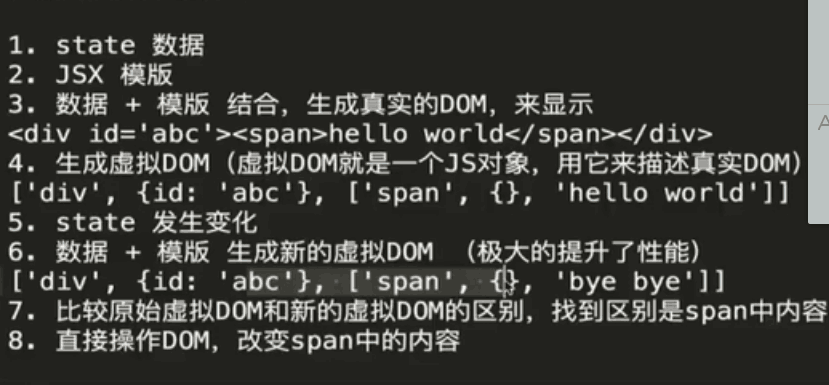 1. state 数据
2. JSX 模版
3. 数据 + 模版 结合，生成真实的DOM，来显示
<div id='abc'><span>hello world</span></div>
4. 生成虚拟DOM（虚拟DOM就是一个JS对象，用它来描述真实DOM）
['div', {id: 'abc'}, ['span', {}, 'hello world']]
5. state 发生变化
6. 数据 + 模版 生成新的虚拟DOM （极大的提升了性能）
['div', {id: 'abc'}, ['span', {}, 'bye bye']]
7. 比较原始虚拟DOM和新的虚拟DOM的区别，找到区别是span中内容
8. 直接操作DOM，改变span中的内容